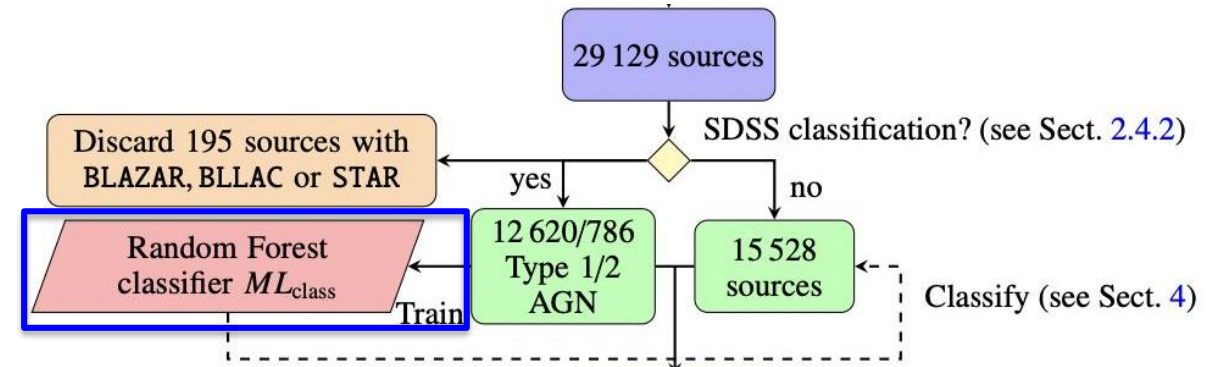 29 129 sources
SDSS classification? (see Sect. 2.4.2)
Discard 195 sources with
BLAZAR, BLLAC or STAR
yes
no
Random Forest
classifier MLclass
Train
12 620/786
Type 1/2
AGN
15 528
sources
Classify (see Sect. 4)